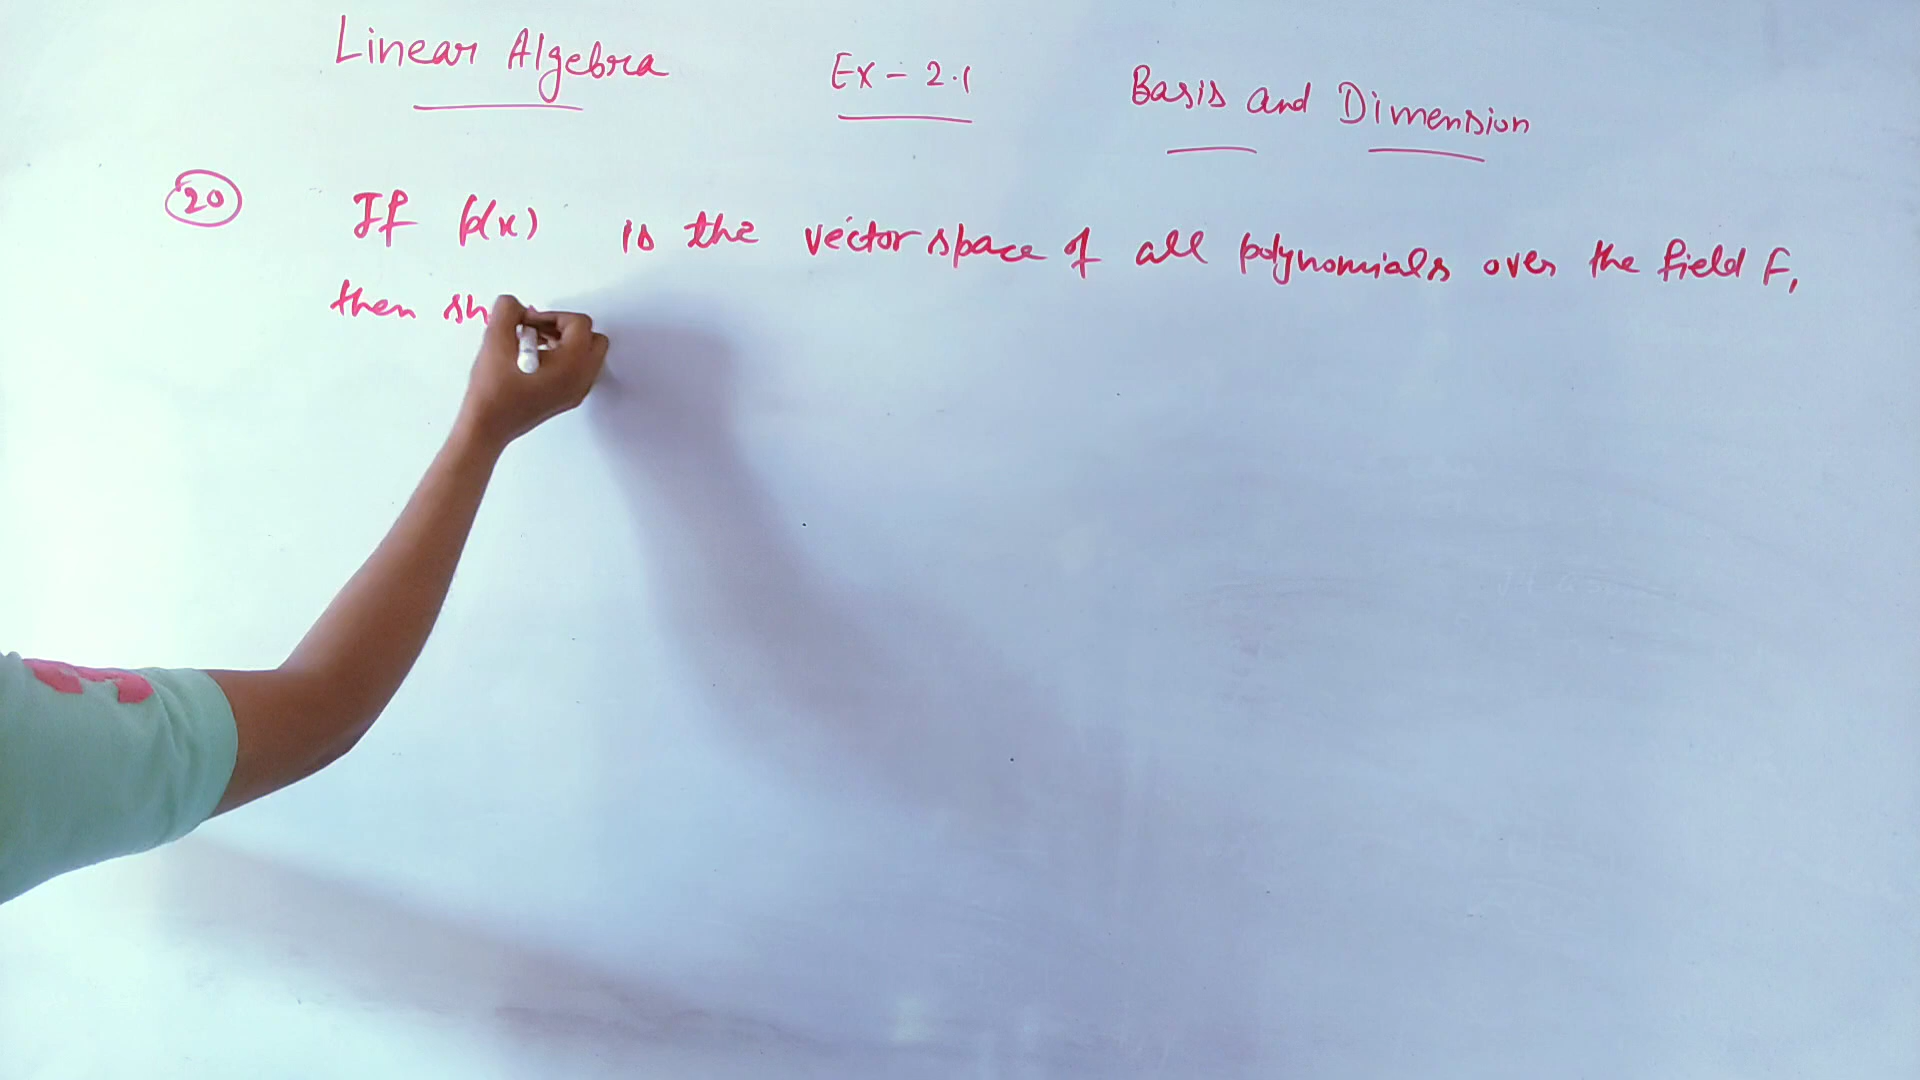 Linear Algebra Ex - 2.1 Basis and Dimension
20 If p(x) is the vector space of all polynomials over the field F,
then sh